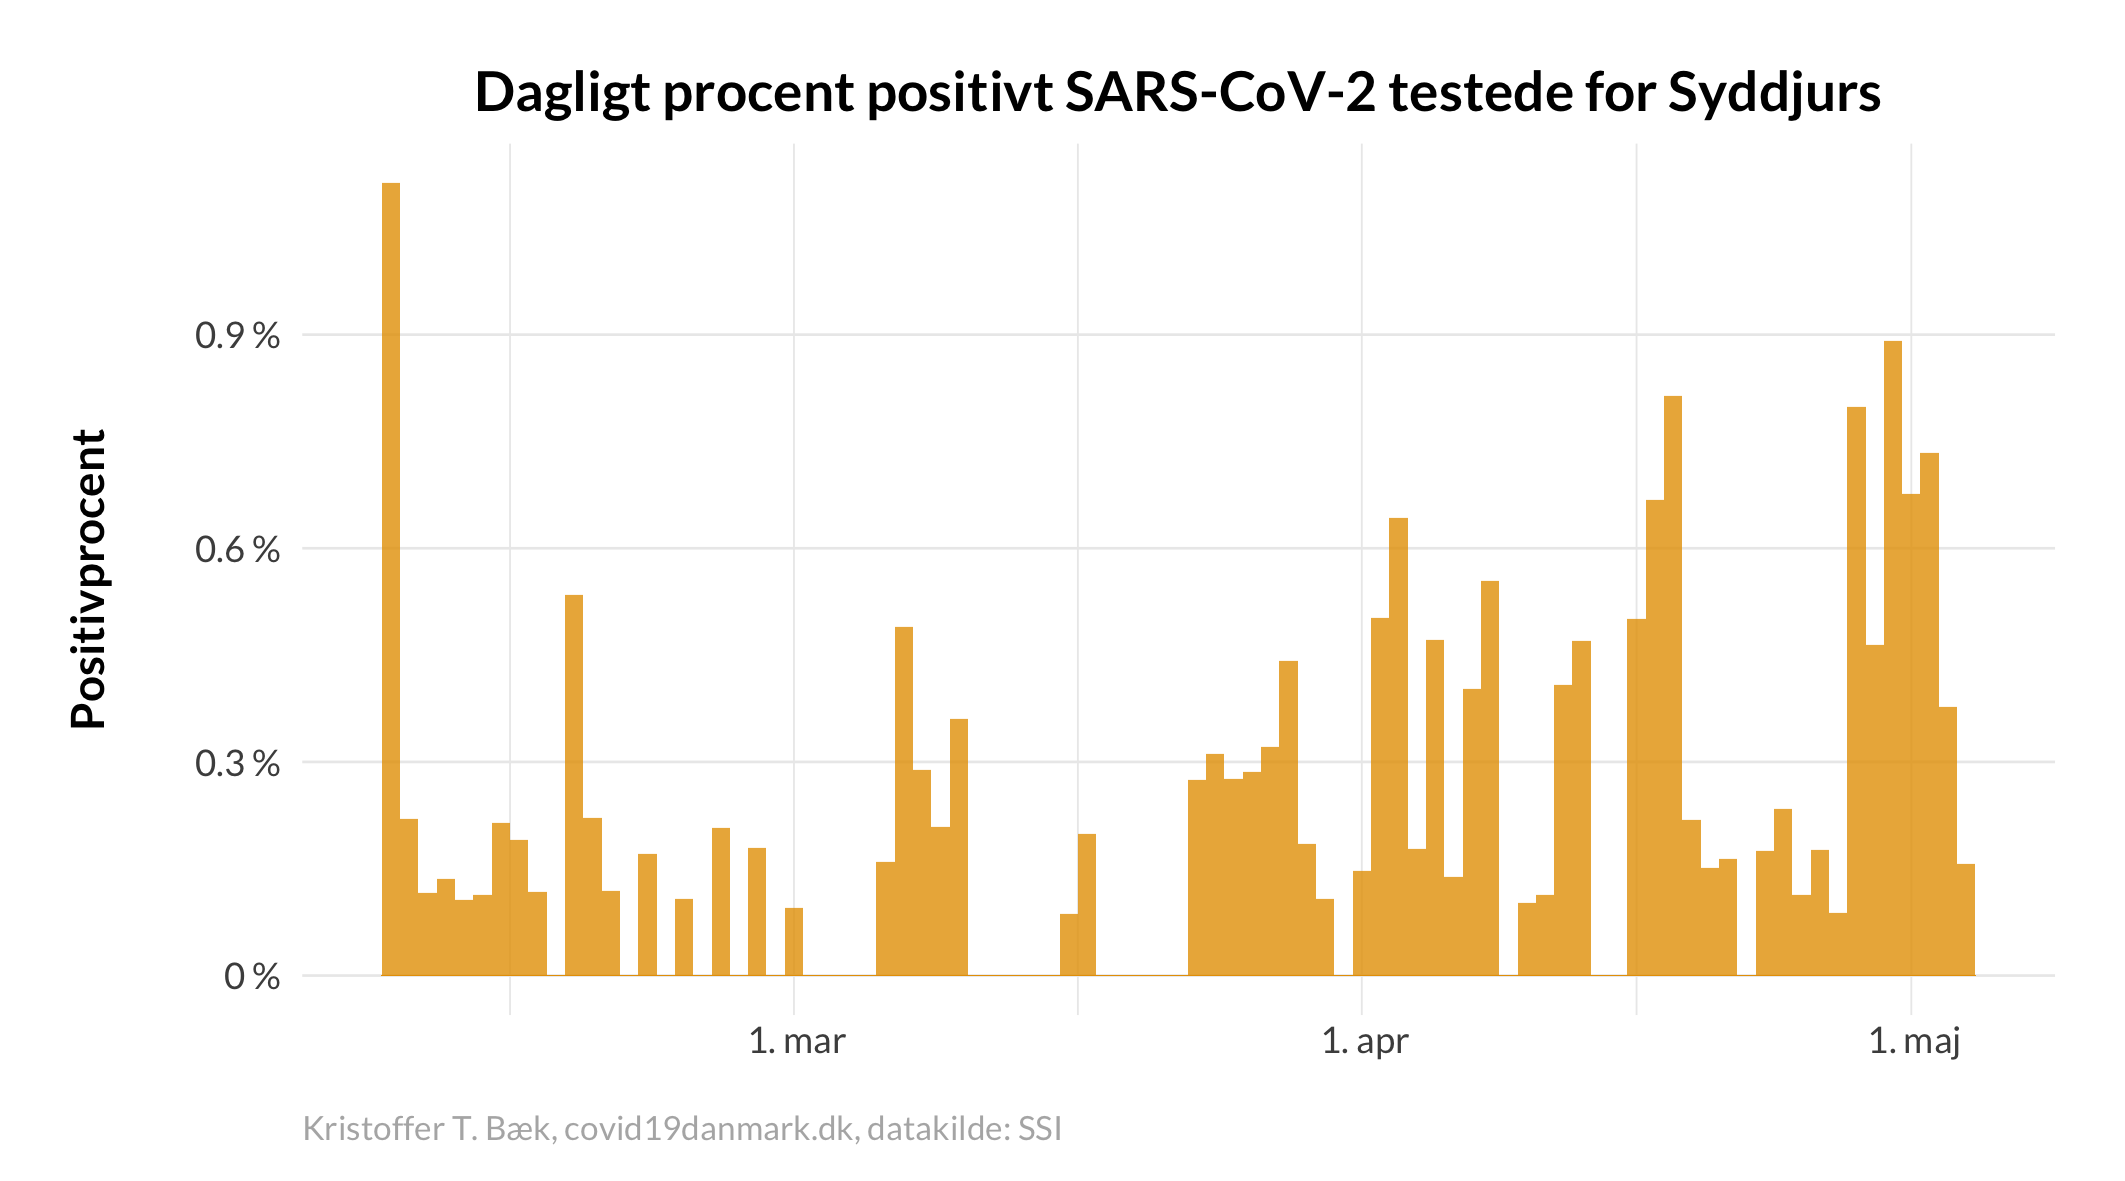 Dagligt procent positivt SARS-CoV-2 testede for Syddjurs
Positivprocent
0.9 %
0.6 %
0.3 %
0 %
1. mar
1. apr
1. maj
Kristoffer T. Bæk, covid19danmark.dk, datakilde: SSI